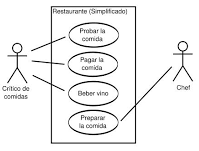 Restaurante (Simplificado)
Probar la
comida
Pagar la
comida
Beber vino
Preparar
la comida
Crítico de
comidas
Chef